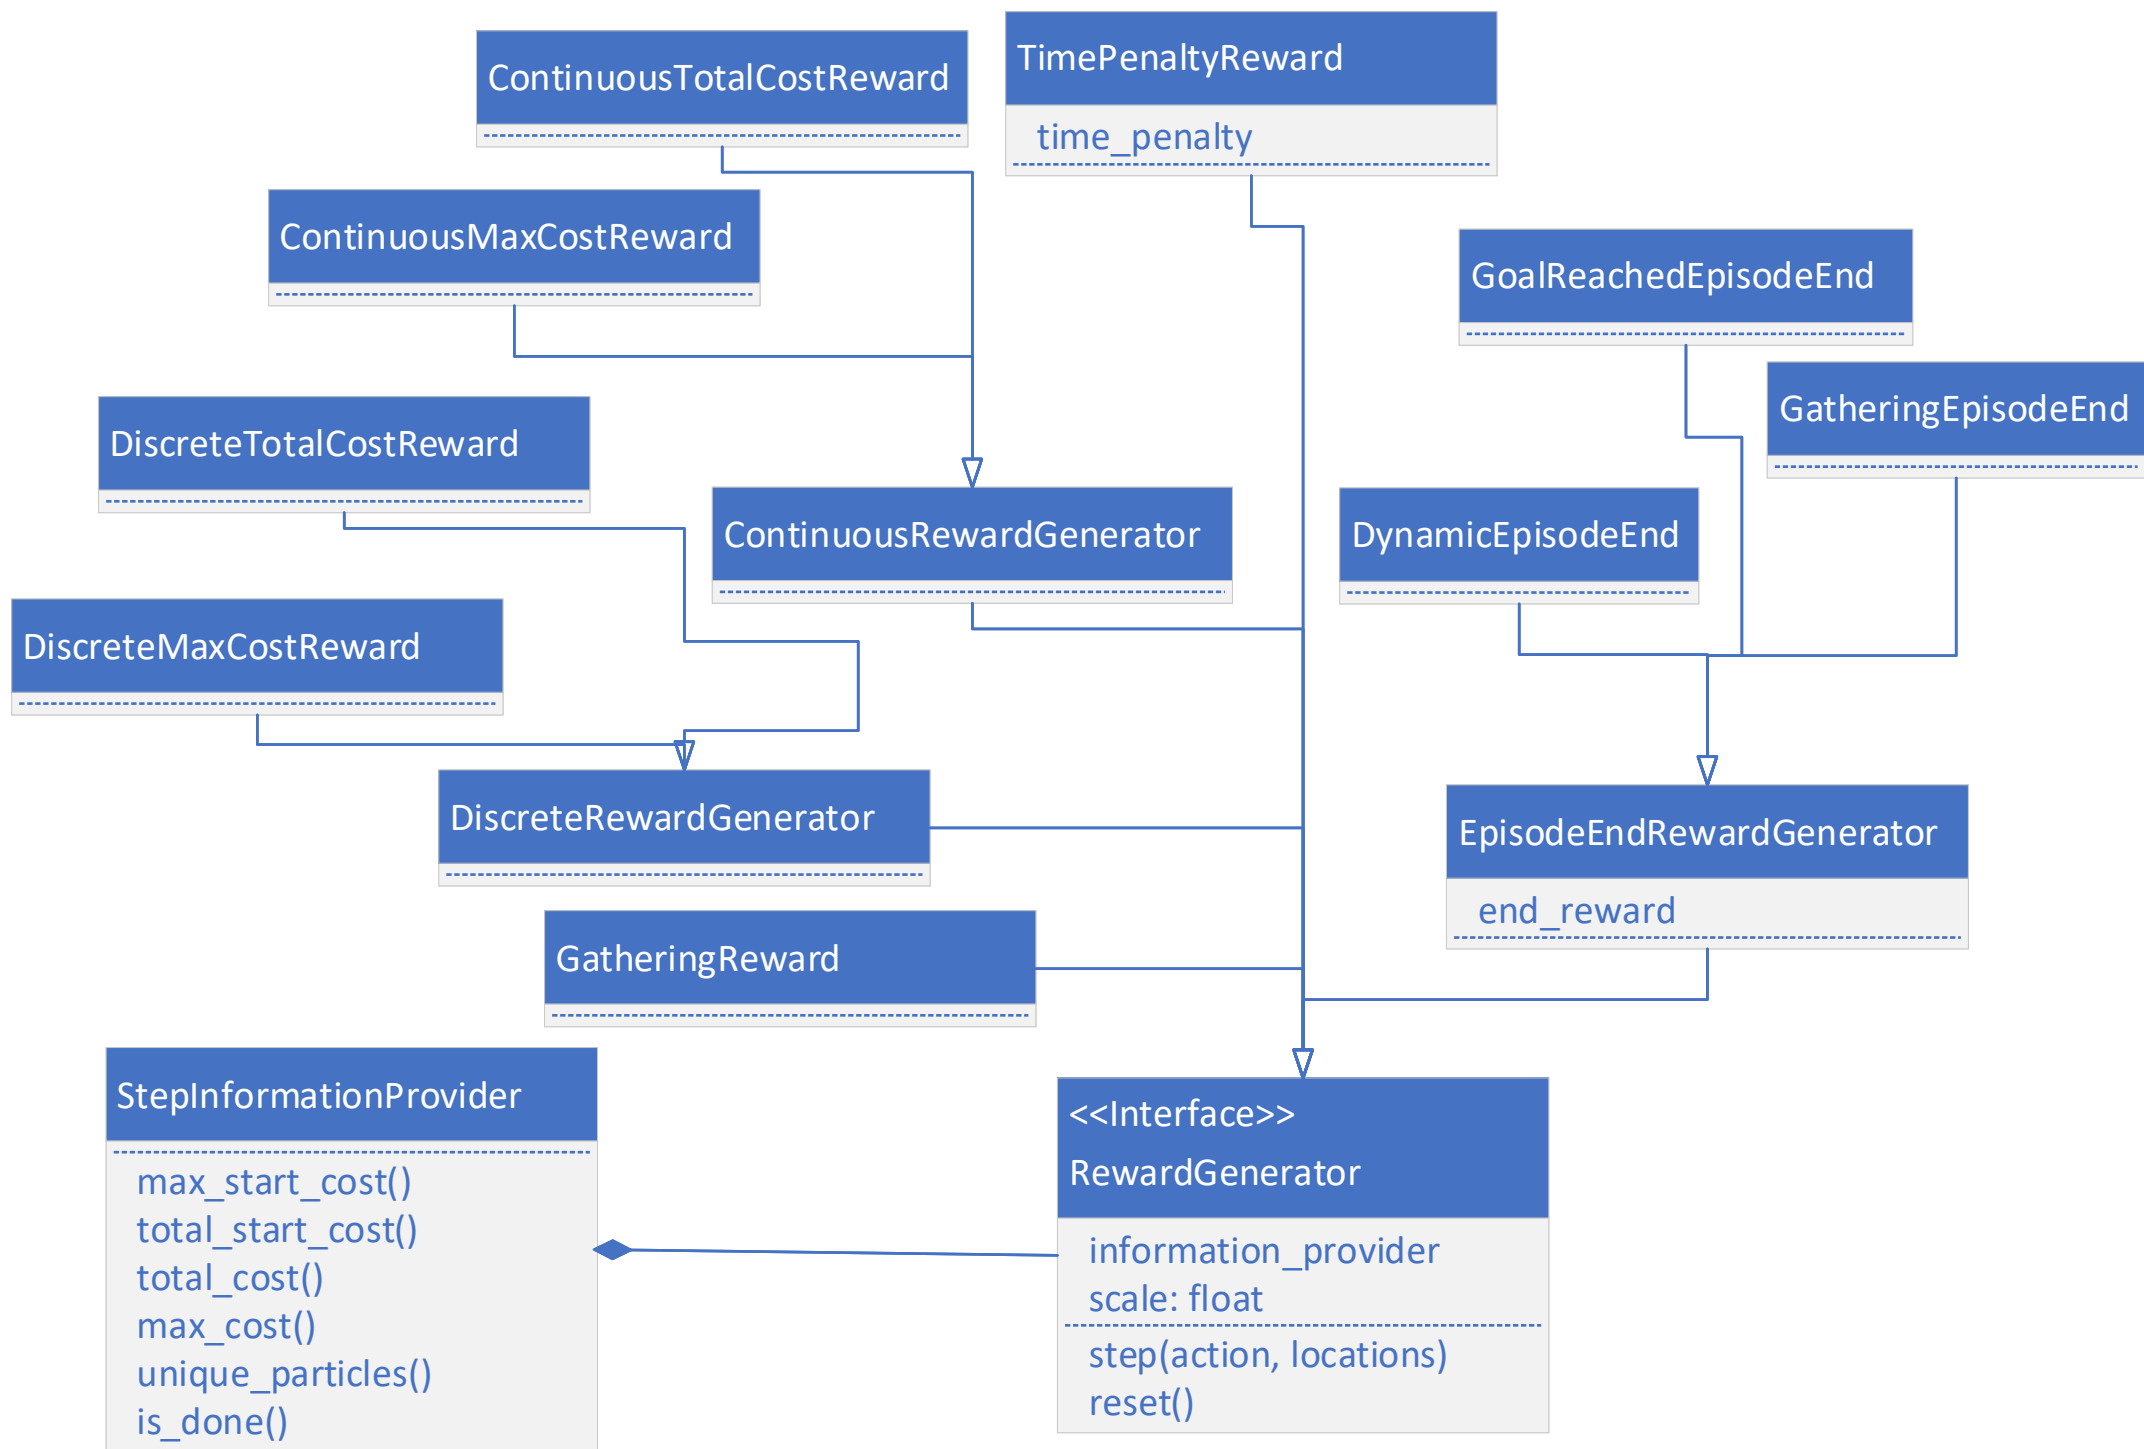 TimePenaltyReward
time_penalty
ContinuousTotalCostReward
ContinuousMaxCostReward
GoalReachedEpisodeEnd
GatheringEpisodeEnd
DiscreteTotalCostReward
ContinuousRewardGenerator
DynamicEpisodeEnd
DiscreteMaxCostReward
DiscreteRewardGenerator
EpisodeEndRewardGenerator
end_reward
GatheringReward
StepInformationProvider
max_start_cost()
total_start_cost()
total_cost()
max_cost()
unique_particles()
is_done()
<<Interface>>
RewardGenerator
information_provider
scale: float
step(action, locations)
reset()